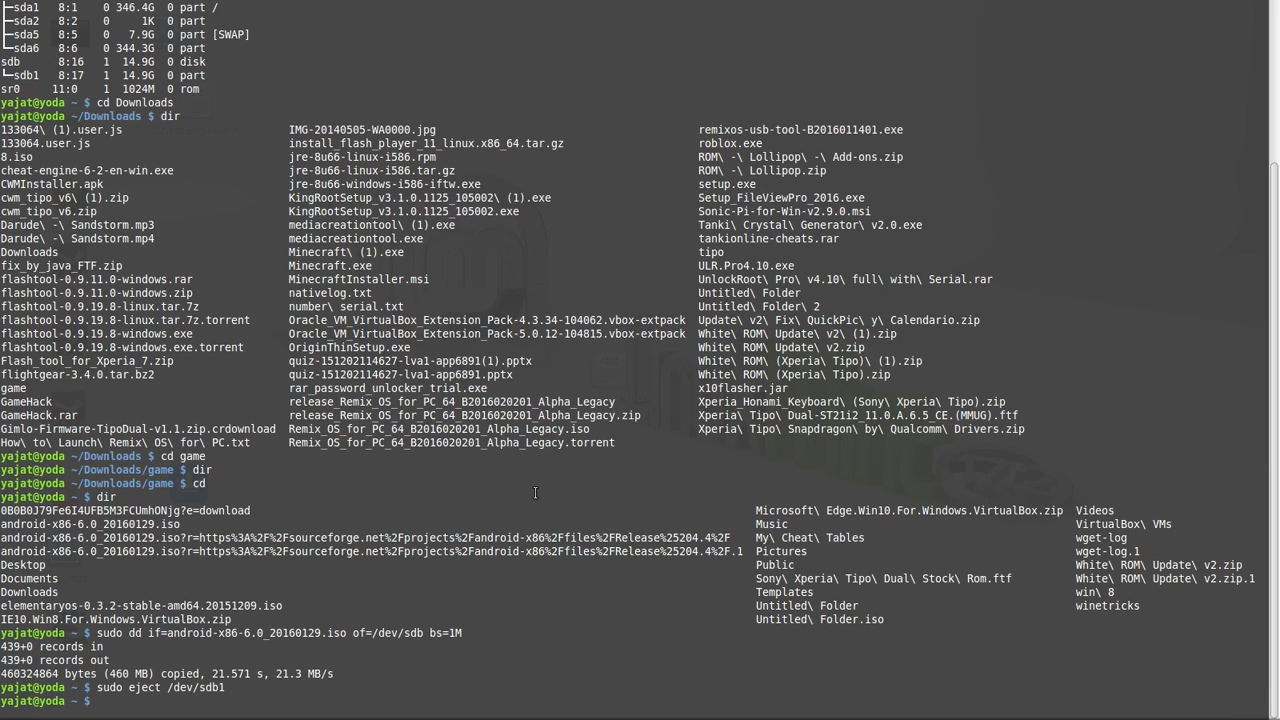 ├─sda1   8:1    0 346.4G  0 part /
├─sda2   8:2    0     1K  0 part
├─sda5   8:5    0   7.9G  0 part [SWAP]
└─sda6   8:6    0 344.3G  0 part
sdb      8:16   1  14.9G  0 disk
└─sdb1   8:17   1  14.9G  0 part
sr0     11:0    1  1024M  0 rom
yajat@yoda ~ $ cd Downloads
yajat@yoda ~/Downloads $ dir
133064\ (1).user.js IMG-20140505-WA0000.jpg remixos-usb-tool-B2016011401.exe
133064.user.js install_flash_player_11_linux.x86_64.tar.gz roblox.exe
8.iso jre-8u66-linux-i586.rpm ROM\ -\ Lollipop\ -\ Add-ons.zip
cheat-engine-6-2-en-win.exe jre-8u66-linux-i586.tar.gz ROM\ -\ Lollipop.zip
CWMInstaller.apk jre-8u66-windows-i586-iftw.exe setup.exe
cwm_tipo_v6\ (1).zip KingRootSetup_v3.1.0.1125_105002\ (1).exe Setup_FileViewPro_2016.exe
cwm_tipo_v6.zip KingRootSetup_v3.1.0.1125_105002.exe Sonic-Pi-for-Win-v2.9.0.msi
Darude\ -\ Sandstorm.mp3 mediacreationtool\ (1).exe Tanki\ Crystal\ Generator\ v2.0.exe
Darude\ -\ Sandstorm.mp4 mediacreationtool.exe tankionline-cheats.rar
Downloads Minecraft\ (1).exe tipo
fix_by_java_FTF.zip Minecraft.exe ULR.Pro4.10.exe
flashtool-0.9.11.0-windows.rar MinecraftInstaller.msi UnlockRoot\ Pro\ v4.10\ full\ with\ Serial.rar
flashtool-0.9.11.0-windows.zip nativelog.txt Untitled\ Folder
flashtool-0.9.19.8-linux.tar.7z number\ serial.txt Untitled\ Folder\ 2
flashtool-0.9.19.8-linux.tar.7z.torrent Oracle_VM_VirtualBox_Extension_Pack-4.3.34-104062.vbox-extpack Update\ v2\ Fix\ QuickPic\ y\ Calendario.zip
flashtool-0.9.19.8-windows.exe Oracle_VM_VirtualBox_Extension_Pack-5.0.12-104815.vbox-extpack White\ ROM\ Update\ v2\ (1).zip
flashtool-0.9.19.8-windows.exe.torrent OriginThinSetup.exe White\ ROM\ Update\ v2.zip
Flash_tool_for_Xperia_7.zip quiz-151202114627-lva1-app6891(1).pptx White\ ROM\ (Xperia\ Tipo)\ (1).zip
flightgear-3.4.0.tar.bz2 quiz-151202114627-lva1-app6891.pptx White\ ROM\ (Xperia\ Tipo).zip
game rar_password_unlocker_trial.exe x10flasher.jar
GameHack release_Remix_OS_for_PC_64_B2016020201_Alpha_Legacy Xperia_Honami_Keyboard\ (Sony\ Xperia\ Tipo).zip
GameHack.rar release_Remix_OS_for_PC_64_B2016020201_Alpha_Legacy.zip Xperia\ Tipo\ Dual-ST21i2_11.0.A.6.5_CE.(MMUG).ftf
Gimlo-Firmware-TipoDual-v1.1.zip.crdownload Remix_OS_for_PC_64_B2016020201_Alpha_Legacy.iso Xperia\ Tipo\ Snapdragon\ by\ Qualcomm\ Drivers.zip
How\ to\ Launch\ Remix\ OS\ for\ PC.txt Remix_OS_for_PC_64_B2016020201_Alpha_Legacy.torrent
yajat@yoda ~/Downloads $ cd game
yajat@yoda ~/Downloads/game $ dir
yajat@yoda ~/Downloads/game $ cd
yajat@yoda ~ $ dir
0B0B0J79Fe6I4UFB5M3FCUmhONjg?e=download Microsoft\ Edge.Win10.For.Windows.VirtualBox.zip Videos
android-x86-6.0_20160129.iso Music VirtualBox\ VMs
android-x86-6.0_20160129.iso?r=https%3A%2F%2Fsourceforge.net%2Fprojects%2Fandroid-x86%2Ffiles%2FRelease%25204.4%2F My\ Cheat\ Tables wget-log
android-x86-6.0_20160129.iso?r=https%3A%2F%2Fsourceforge.net%2Fprojects%2Fandroid-x86%2Ffiles%2FRelease%25204.4%2F.1 Pictures wget-log.1
Desktop Public White\ ROM\ Update\ v2.zip
Documents Sony\ Xperia\ Tipo\ Dual\ Stock\ Rom.ftf White\ ROM\ Update\ v2.zip.1
Downloads Templates win\ 8
elementaryos-0.3.2-stable-amd64.20151209.iso Untitled\ Folder winetricks
IE10.Win8.For.Windows.VirtualBox.zip Untitled\ Folder.iso
yajat@yoda ~ $ sudo dd if=android-x86-6.0_20160129.iso of=/dev/sdb bs=1M
439+0 records in
439+0 records out
460324864 bytes (460 MB) copied, 21.571 s, 21.3 MB/s
yajat@yoda ~ $ sudo eject /dev/sdb1
yajat@yoda ~ $